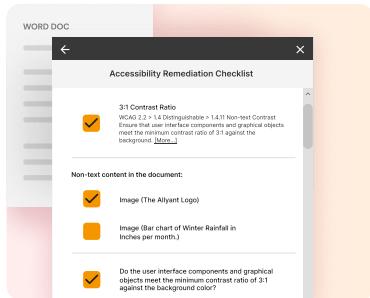 WORD DOC
Accessibility Remediation Checklist
3:1 Contrast Ratio
WCAG 2.2 > 1.4 Distinguishable > 1.4.11 Non-text Contrast
Ensure that user interface components and graphical objects
meet the minimum contrast ratio of 3:1 against the
background. [More...]
Non-text content in the document:
Image (The Allyant Logo)
Image (Bar chart of Winter Rainfall in
Inches per month.)
Do the user interface components and graphical
objects meet the minimum contrast ratio of 3:1
against the background color?